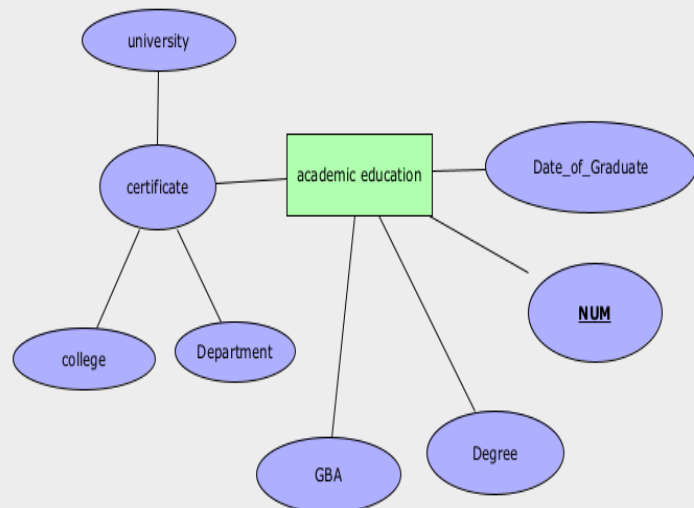 university
Date_of_Graduate
academic education
certificate
NUM
Department
college
Degree
GBA